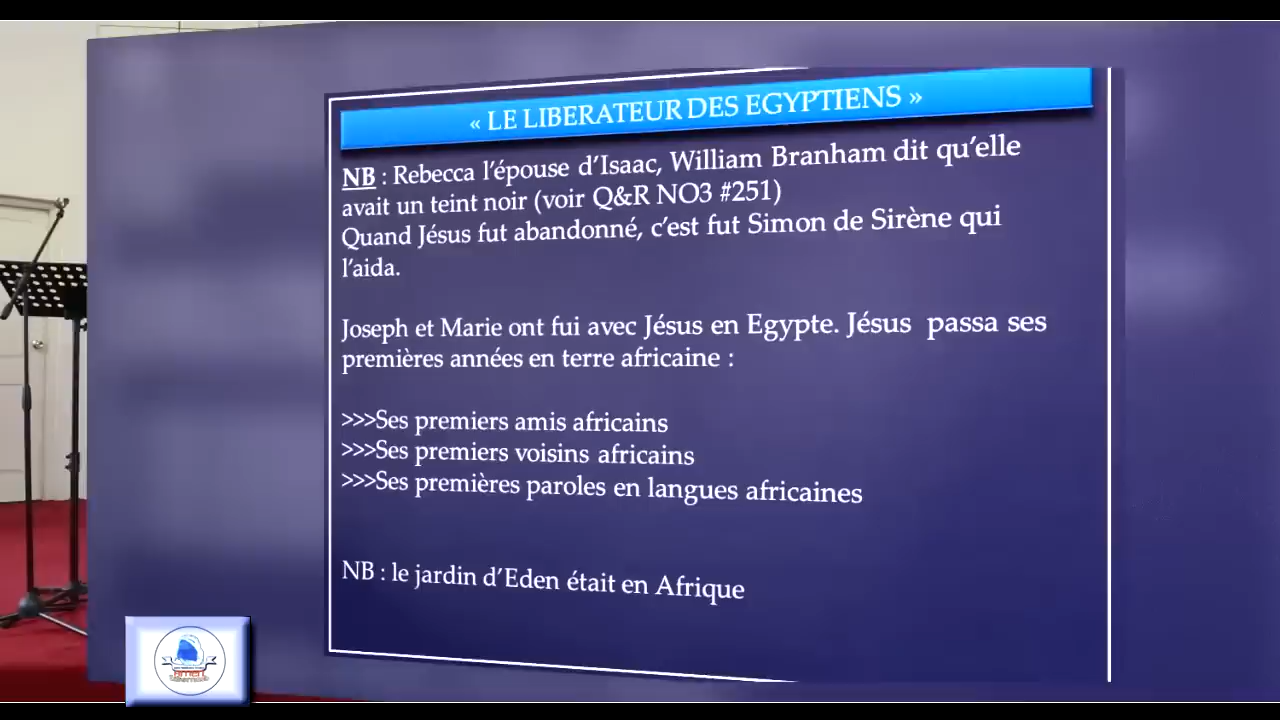 « LE LIBERATEUR DES EGYPTIENS »
NB : Rebecca l’épouse d’Isaac, William Branham dit qu’elle
avait un teint noir (voir Q&R NO3 #251)
Quand Jésus fut abandonné, c’est fut Simon de Sirène qui
l’aida.
Joseph et Marie ont fui avec Jésus en Egypte. Jésus passa ses
premières années en terre africaine :
>>>Ses premiers amis africains
>>>Ses premiers voisins africains
>>>Ses premières paroles en langues africaines
NB : le jardin d’Eden était en Afrique